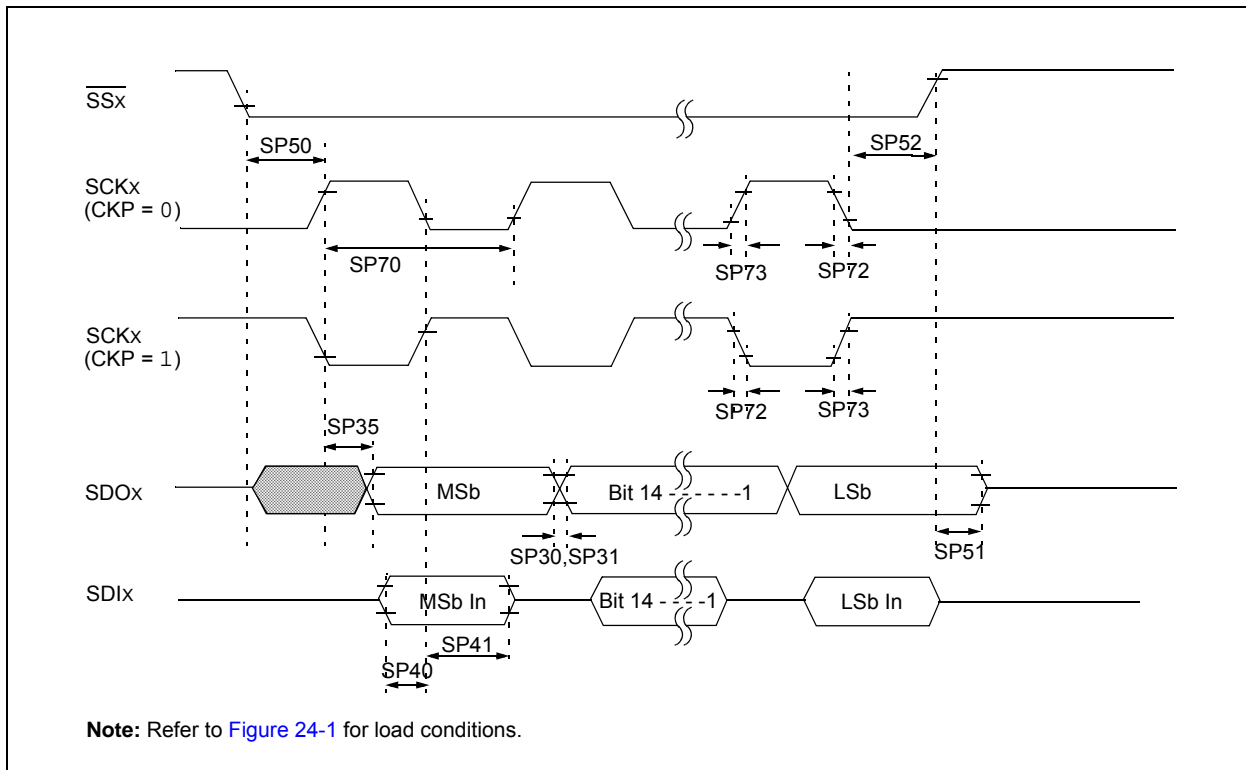 SSx
SP50
SP52
SCKx
(CKP = 0)
SP70
SP73
SP72
SCKx
(CKP = 1)
SP72
SP73
SP35
SDOx
MSb
Bit 14 - - - - - -1
LSb
SP30,SP31
SP51
SDIx
MSb In
Bit 14 - - - -1
LSb In
SP41
SP40
Note: Refer to Figure 24-1 for load conditions.